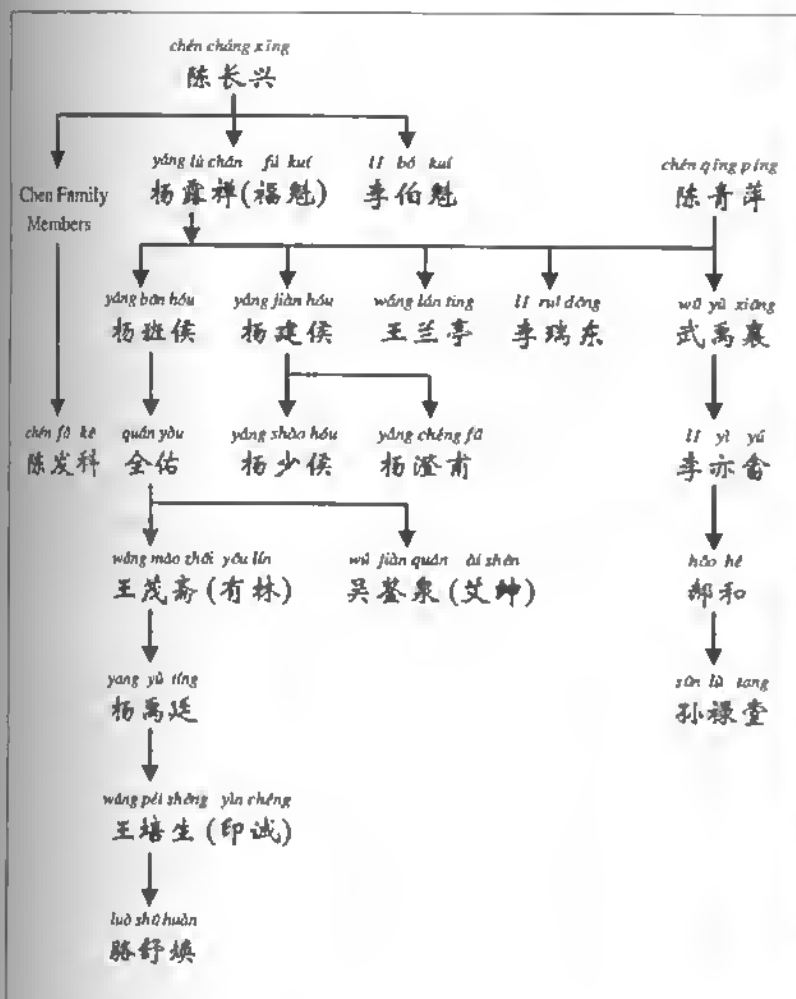 chén cháng xīng
陈长兴
yáng lù chán fú kuí
杨露禅(福魁)
lǐ bó kuí
李伯魁
chén qīng píng
陈青萍
Chen Family
Members
yáng bān hóu
杨班侯
yáng jiàn hóu
杨建侯
wáng lán tíng
王兰亭
lǐ ruì dōng
李瑞东
wǔ yǔ xiāng
武禹襄
chén fā kē
陈发科
quán yòu
全佑
yáng shào hóu
杨少侯
yáng chéng fǔ
杨澄甫
lǐ yì yú
李亦畬
wáng mào zhāi yǒu lín
王茂斋(有林)
wú jiàn quán ài shēn
吴鉴泉(艾绅)
hǎo hé
郝和
yang yǔ tíng
杨禹廷
sūn lù tang
孙禄堂
wáng péi shēng yìn chéng
王培生(印诚)
luò shū huàn
骆舒焕